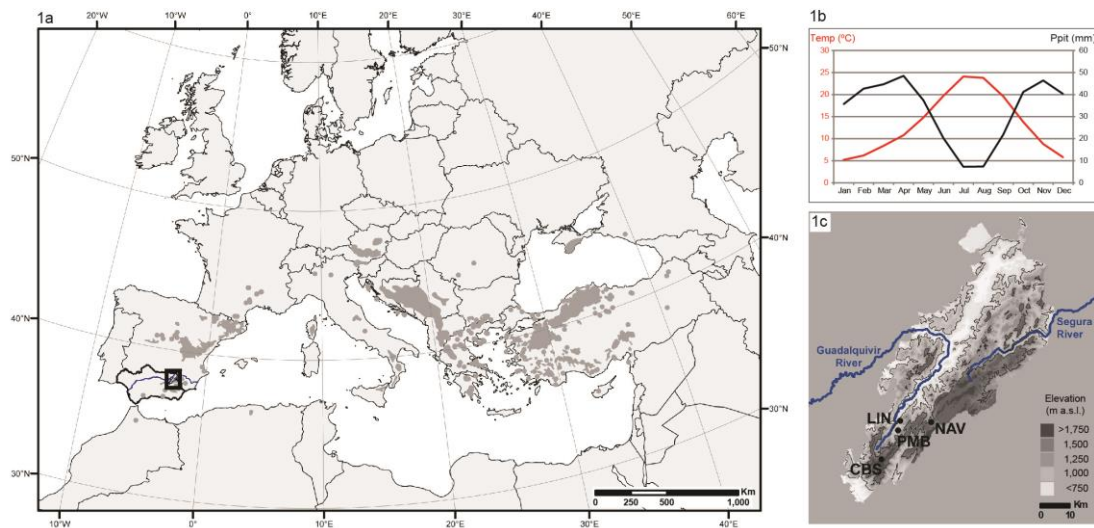 1a
20°W 10°W 0° 10°E 20°E 30°E 40°E 50°E 60°E
50°N
50°N
40°N
40°N
30°N
30°N
Km
0 250 500 1,000
10°W 0° 10°E 20°E 30°E 40°E
1b
Temp (ºC) Ppit (mm)
30 60
25 50
20 40
15 30
10 20
5 10
0 0
Jan Feb Mar Apr May Jun Jul Aug Sep Oct Nov Dec
1c
Segura
River
Guadalquivir
River
LIN
NAV
PMB
CBS
Elevation
(m a.s.l.)
>1,750
1,500
1,250
1,000
<750
Km
0 10